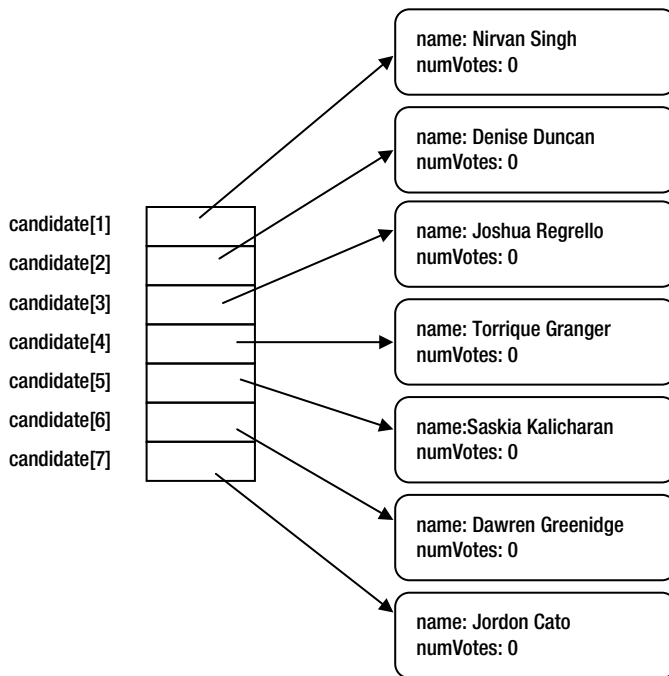 name: Nirvan Singh
numVotes: 0
name: Denise Duncan
numVotes: 0
candidate[1]
candidate[2]
candidate[3]
candidate[4]
candidate[5]
candidate[6]
candidate[7]
name: Joshua Regrello
numVotes: 0
name: Torrique Granger
numVotes: 0
name:Saskia Kalicharan
numVotes: 0
name: Dawren Greenidge
numVotes: 0
name: Jordon Cato
numVotes: 0